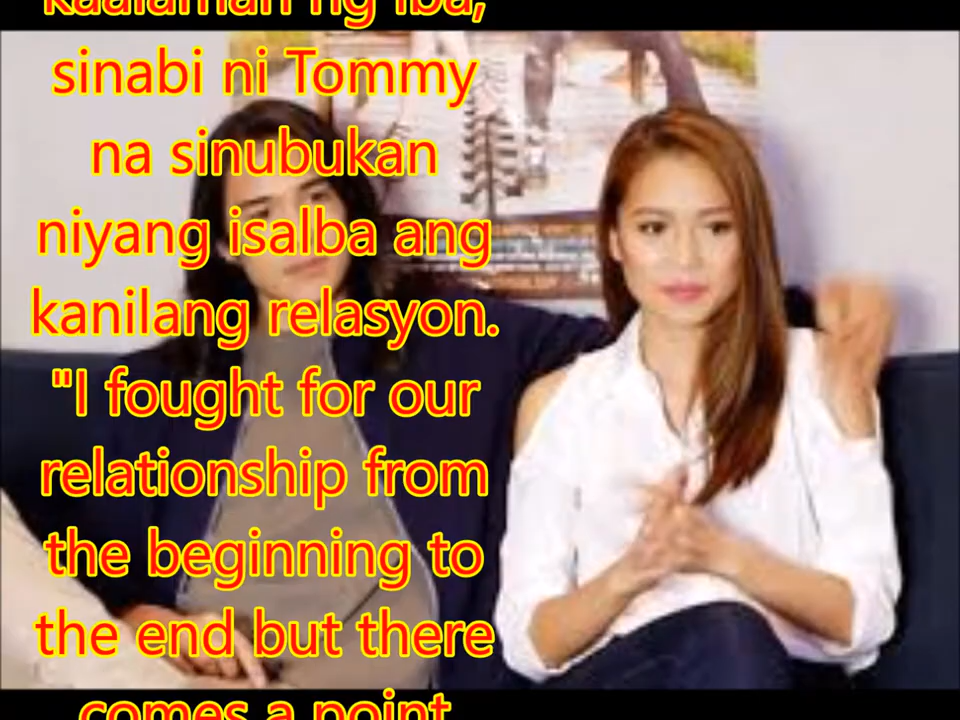 kaalaman ng iba,
sinabi ni Tommy
na sinubukan
niyang isalba ang
kanilang relasyon.
"I fought for our
relationship from
the beginning to
the end but there
comes a point